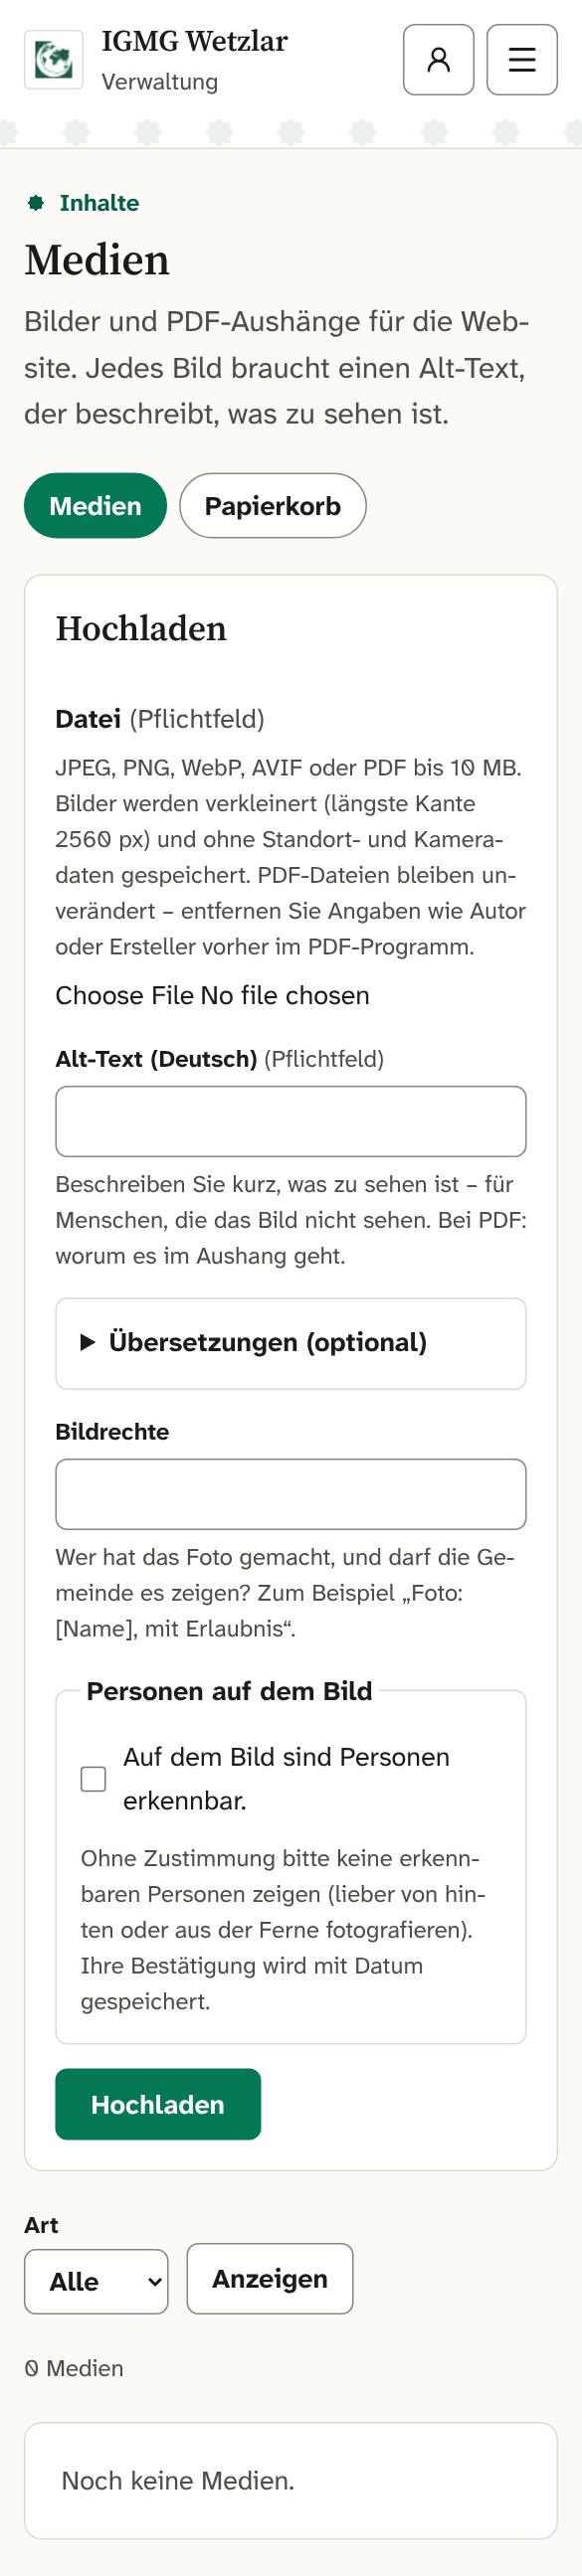 IGMG Wetzlar
Verwaltung
Inhalte
Medien
Bilder und PDF-Aushänge für die Web-
site. Jedes Bild braucht einen Alt-Text,
der beschreibt, was zu sehen ist.
Medien
Papierkorb
Hochladen
Datei (Pflichtfeld)
JPEG, PNG, WebP, AVIF oder PDF bis 10 MB.
Bilder werden verkleinert (längste Kante
2560 px) und ohne Standort- und Kamera-
daten gespeichert. PDF-Dateien bleiben un-
verändert – entfernen Sie Angaben wie Autor
oder Ersteller vorher im PDF-Programm.
Choose File No file chosen
Alt-Text (Deutsch) (Pflichtfeld)
Beschreiben Sie kurz, was zu sehen ist – für
Menschen, die das Bild nicht sehen. Bei PDF:
worum es im Aushang geht.
Übersetzungen (optional)
Bildrechte
Wer hat das Foto gemacht, und darf die Ge-
meinde es zeigen? Zum Beispiel „Foto:
[Name], mit Erlaubnis“.
Personen auf dem Bild
Auf dem Bild sind Personen
erkennbar.
Ohne Zustimmung bitte keine erkenn-
baren Personen zeigen (lieber von hin-
ten oder aus der Ferne fotografieren).
Ihre Bestätigung wird mit Datum
gespeichert.
Hochladen
Art
Alle
Anzeigen
0 Medien
Noch keine Medien.